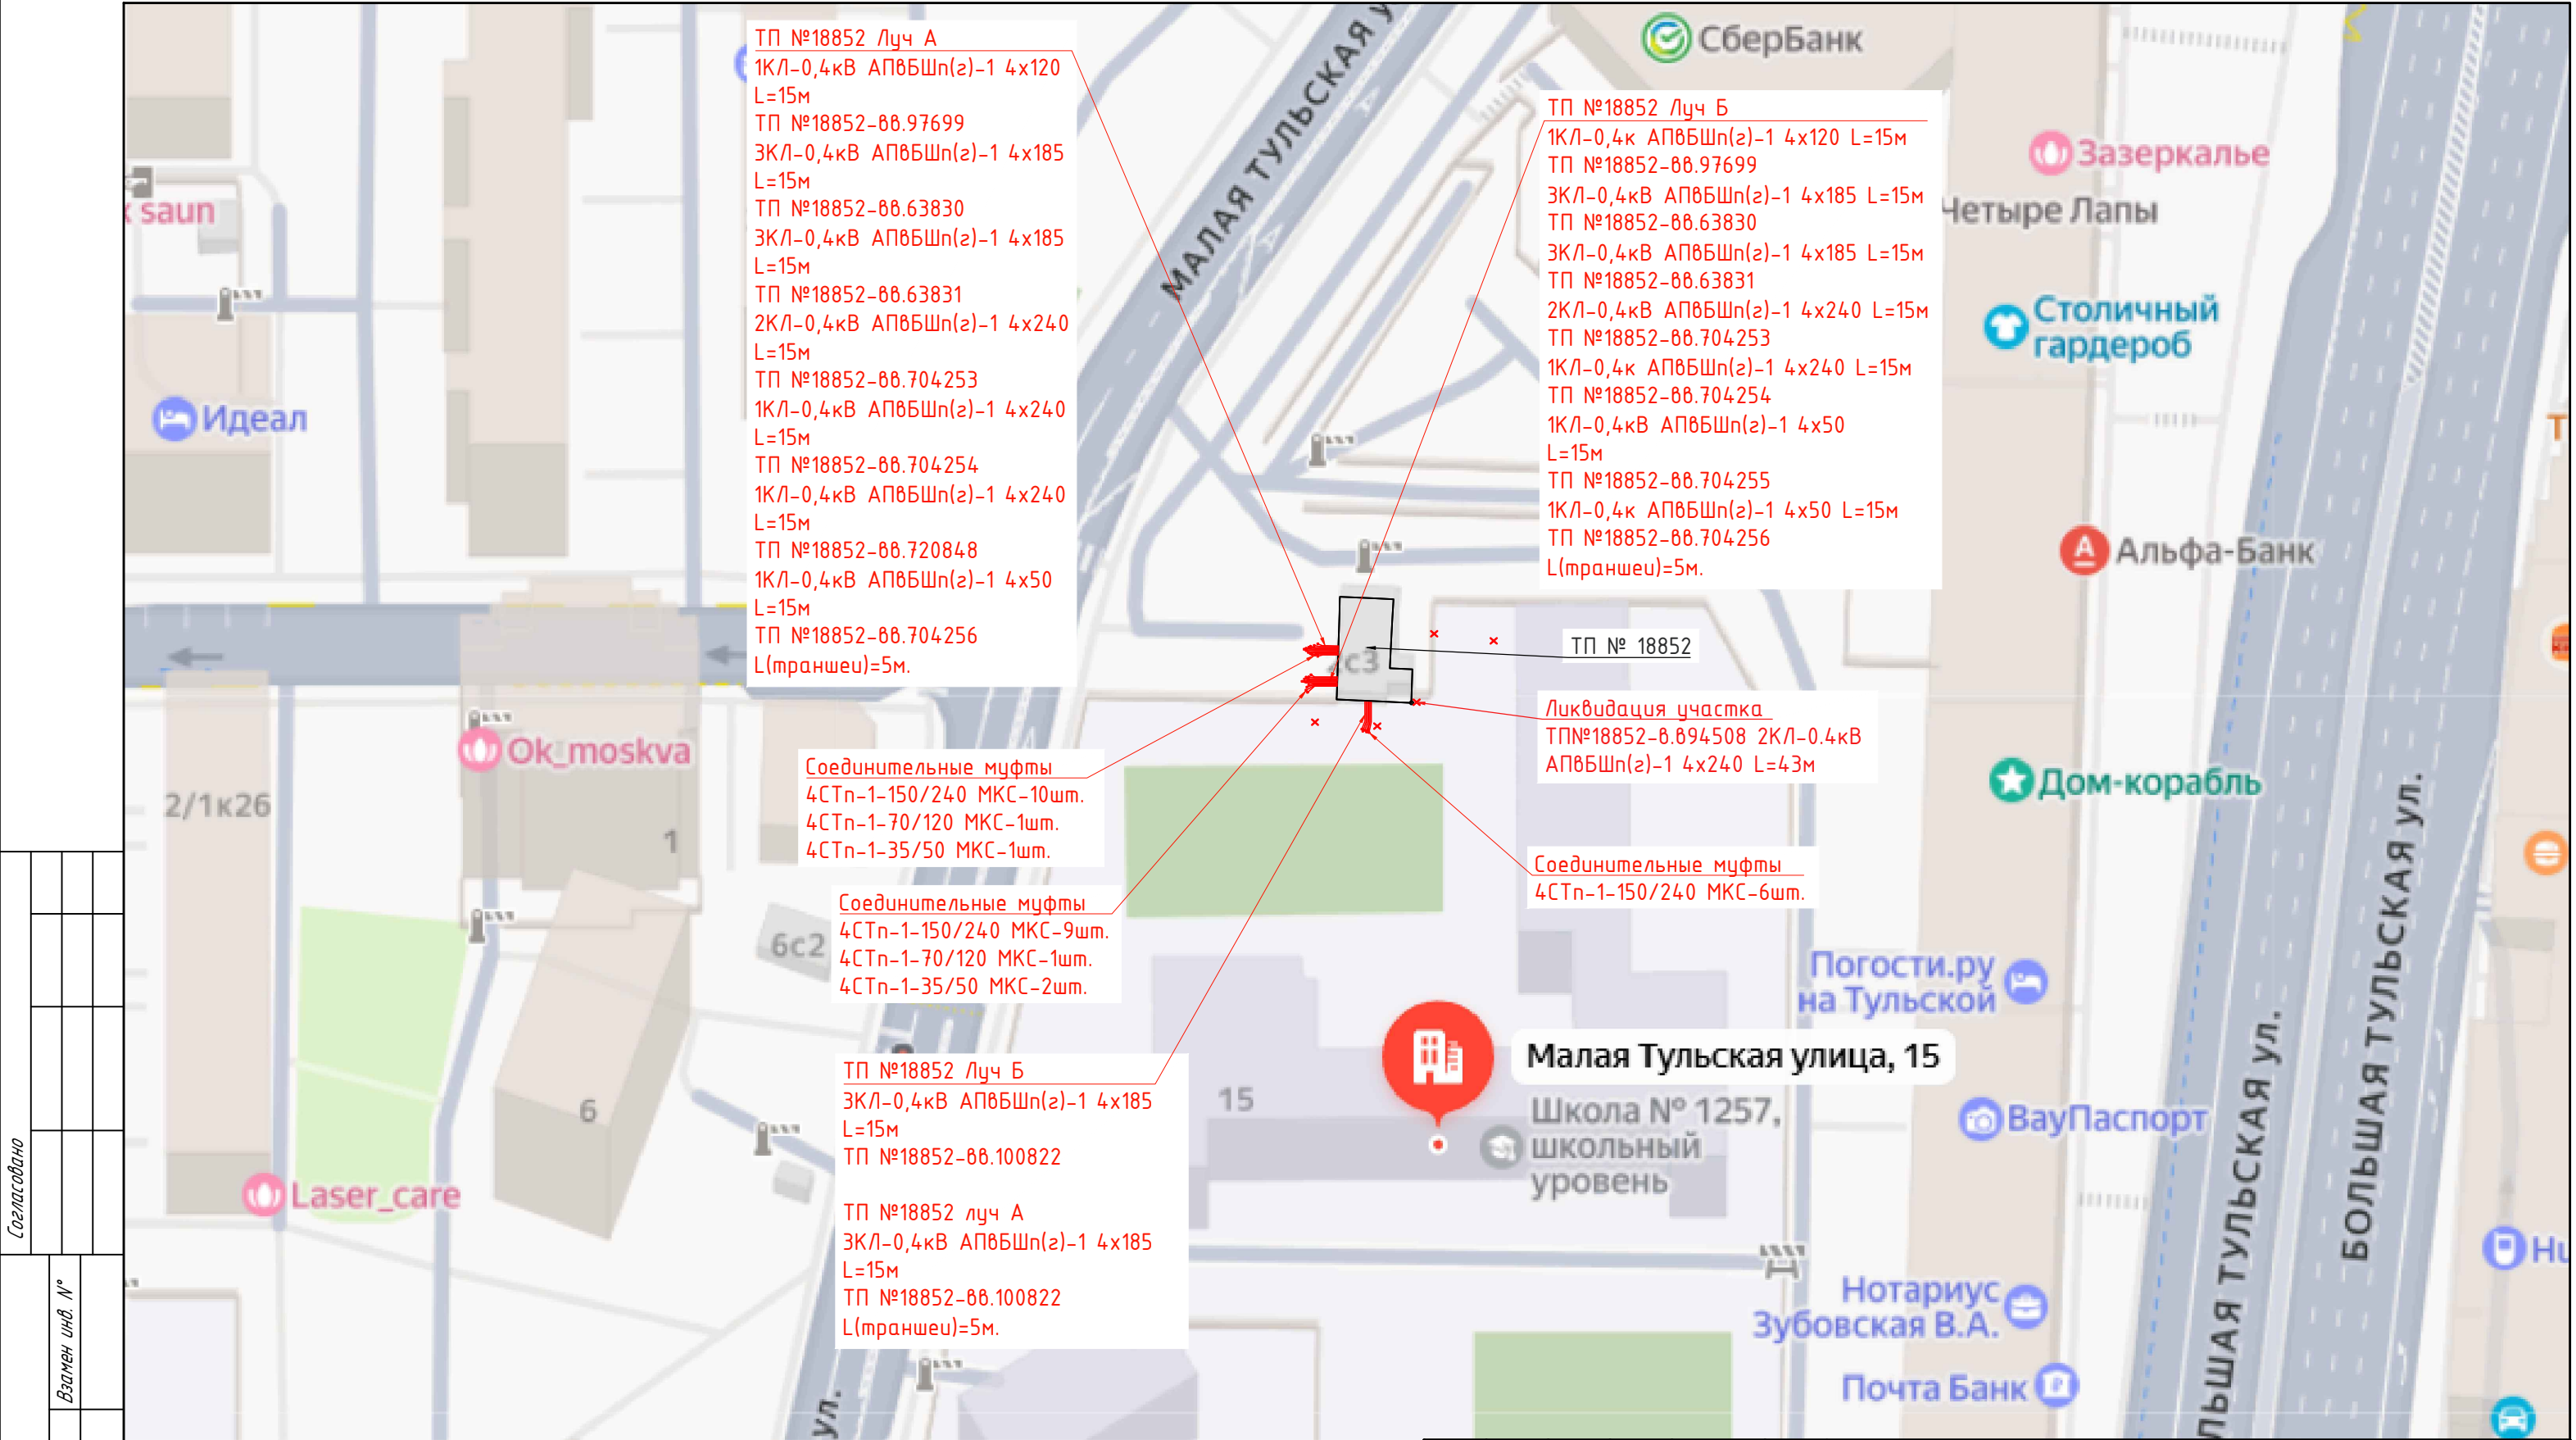 ТП №18852 Луч А
1КЛ-0,4кВ АПвБШп(г)-1 4х120
L=15м
ТП №18852-вв.97699
3КЛ-0,4кВ АПвБШп(г)-1 4х185
L=15м
ТП №18852-вв.63830
3КЛ-0,4кВ АПвБШп(г)-1 4х185
L=15м
ТП №18852-вв.63831
2КЛ-0,4кВ АПвБШп(г)-1 4х240
L=15м
ТП №18852-вв.704253
1КЛ-0,4кВ АПвБШп(г)-1 4х240
L=15м
ТП №18852-вв.704254
1КЛ-0,4кВ АПвБШп(г)-1 4х240
L=15м
ТП №18852-вв.720848
1КЛ-0,4кВ АПвБШп(г)-1 4х50
L=15м
ТП №18852-вв.704256
L(траншеи)=5м.
ТП №18852 Луч Б
1КЛ-0,4к АПвБШп(г)-1 4х120 L=15м
ТП №18852-вв.97699
3КЛ-0,4кВ АПвБШп(г)-1 4х185 L=15м
ТП №18852-вв.63830
3КЛ-0,4кВ АПвБШп(г)-1 4х185 L=15м
ТП №18852-вв.63831
2КЛ-0,4кВ АПвБШп(г)-1 4х240 L=15м
ТП №18852-вв.704253
1КЛ-0,4к АПвБШп(г)-1 4х240 L=15м
ТП №18852-вв.704254
1КЛ-0,4кВ АПвБШп(г)-1 4х50
L=15м
ТП №18852-вв.704255
1КЛ-0,4к АПвБШп(г)-1 4х50 L=15м
ТП №18852-вв.704256
L(траншеи)=5м.
МАЛАЯ ТУЛЬСКАЯ у
СберБанк
Зазеркалье
Четыре Лапы
Столичный
гардероб
Альфа-Банк
Дом-корабль
saun
Идеал
с3
ТП № 18852
Ликвидация участка
ТП№18852-в.в94508 2КЛ-0.4кВ
АПвБШп(г)-1 4х240 L=43м
Ok_moskva
2/1к26
1
Соединительные муфты
4СТп-1-150/240 МКС-10шт.
4СТп-1-70/120 МКС-1шт.
4СТп-1-35/50 МКС-1шт.
Соединительные муфты
4СТп-1-150/240 МКС-6шт.
Соединительные муфты
4СТп-1-150/240 МКС-9шт.
4СТп-1-70/120 МКС-1шт.
4СТп-1-35/50 МКС-2шт.
6с2
6
ТП №18852 Луч Б
3КЛ-0,4кВ АПвБШп(г)-1 4х185
L=15м
ТП №18852-вв.100822
ТП №18852 луч А
3КЛ-0,4кВ АПвБШп(г)-1 4х185
L=15м
ТП №18852-вв.100822
L(траншеи)=5м.
15
Малая Тульская улица, 15
Школа № 1257,
школьный
уровень
Погости.ру
на Тульской
ВауПаспорт
Нотариус
Зубовская В.А.
Почта Банк
Laser_care
ул.
ЛЬШАЯ ТУЛЬСКАЯ ул.
БОЛЬШАЯ ТУЛЬСКАЯ ул.
Согласовано
Взамен инв. №